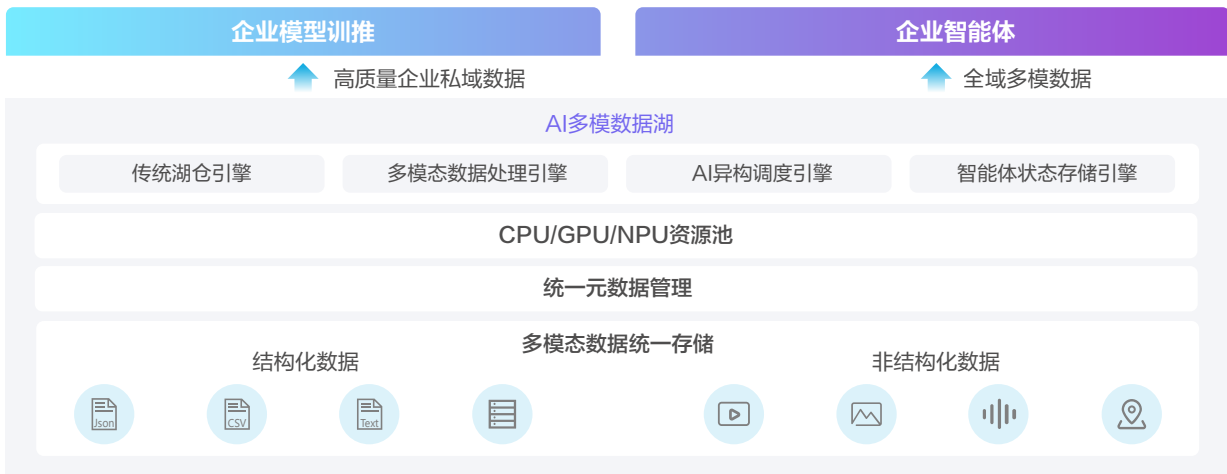 企业模型训推
企业智能体
高质量企业私域数据
全域多模数据
AI多模数据湖
传统湖仓引擎
多模态数据处理引擎
AI异构调度引擎
智能体状态存储引擎
CPU/GPU/NPU资源池
统一元数据管理
多模态数据统一存储
结构化数据
非结构化数据
Json
CSV
Text